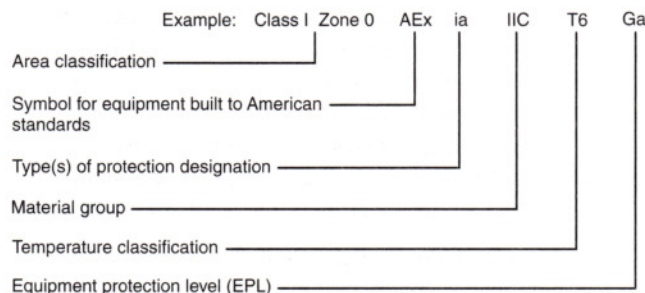 Example: Class I Zone 0 AEx ia IIC T6 Ga
Area classification
Symbol for equipment built to American
standards
Type(s) of protection designation
Material group
Temperature classification
Equipment protection level (EPL)